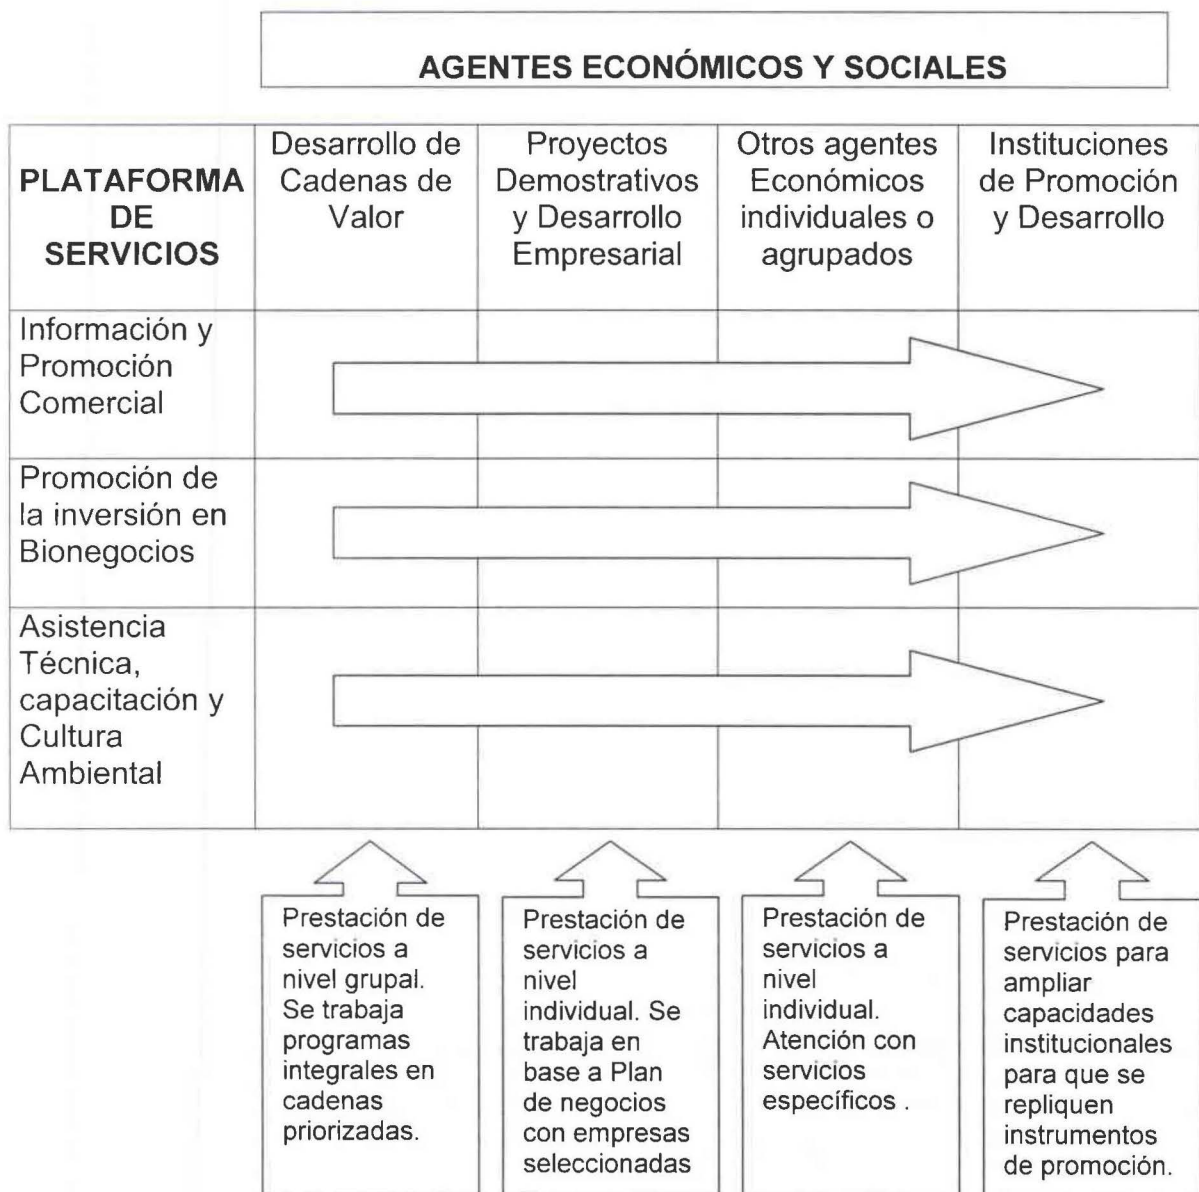 AGENTES ECONÓMICOS Y SOCIALES
PLATAFORMA
DE
SERVICIOS
Desarrollo de
Cadenas de
Valor
Proyectos
Demostrativos
y Desarrollo
Empresarial
Otros agentes
Económicos
individuales o
agrupados
Instituciones
de Promoción
y Desarrollo
Información y
Promoción
Comercial
Promoción de
la inversión en
Bionegocios
Asistencia
Técnica,
capacitación y
Cultura
Ambiental
Prestación de
servicios a
nivel grupal.
Se trabaja
programas
integrales en
cadenas
priorizadas.
Prestación de
servicios a
nivel
individual. Se
trabaja en
base a Plan
de negocios
con empresas
seleccionadas
Prestación de
servicios a
nivel
individual.
Atención con
servicios
específicos .
Prestación de
servicios para
ampliar
capacidades
institucionales
para que se
repliquen
instrumentos
de promoción.